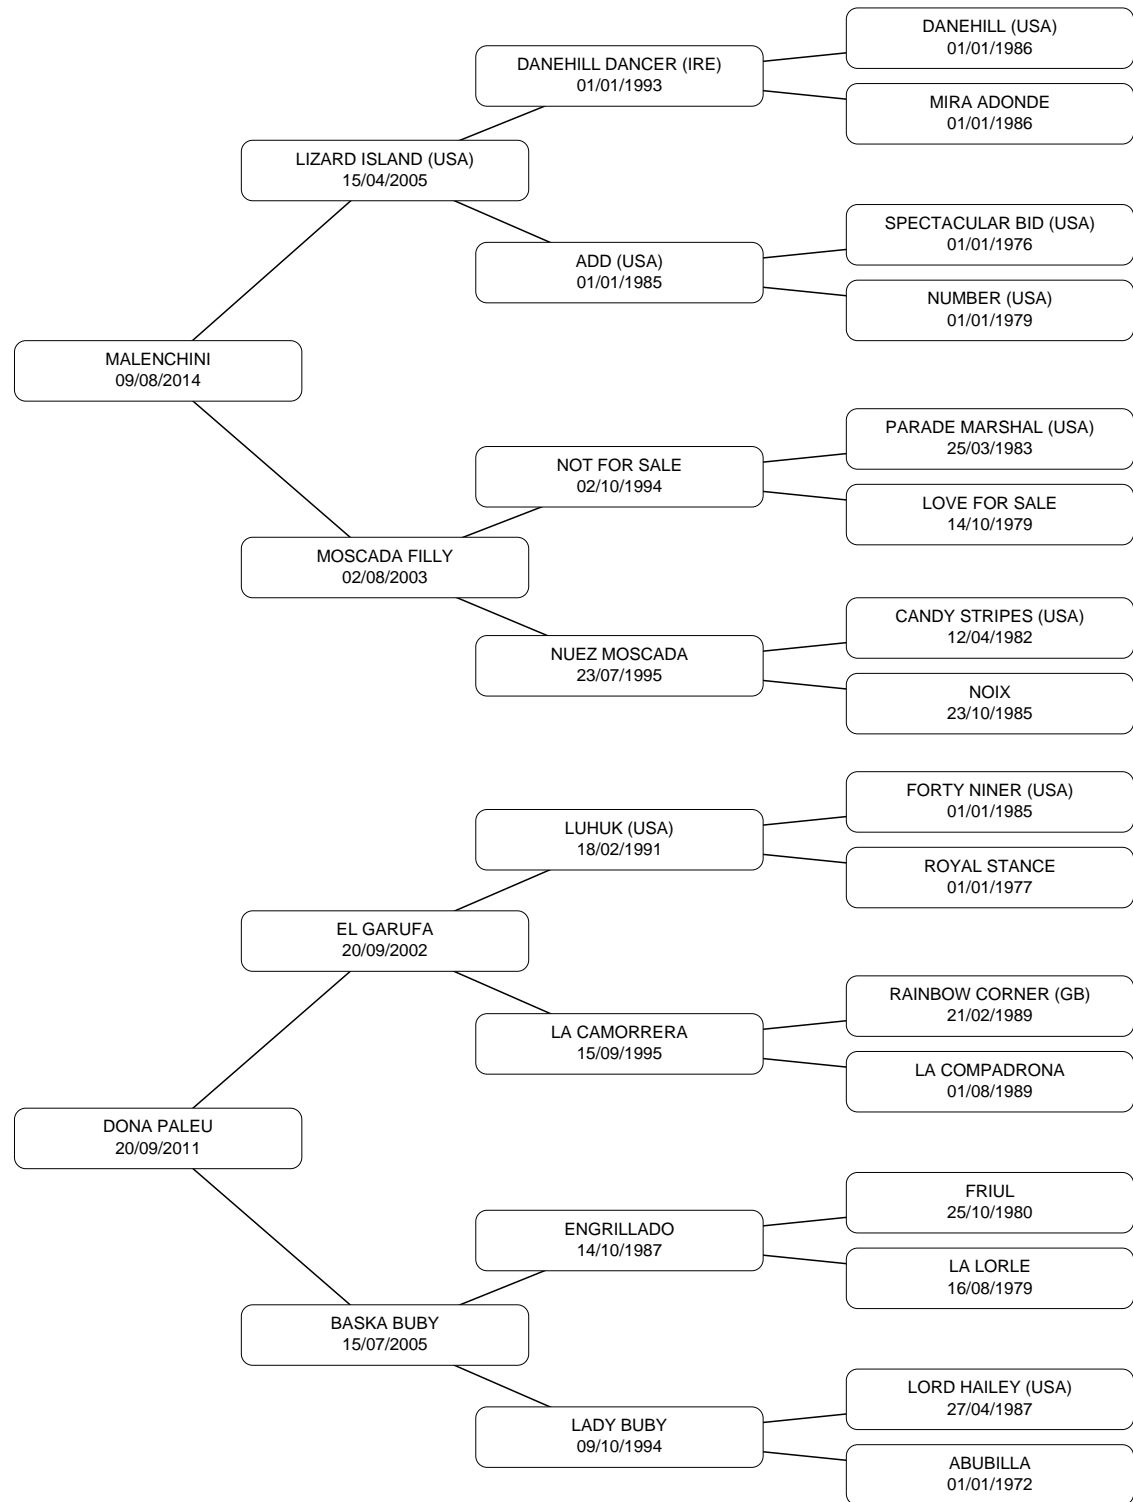 DANEHILL (USA)
01/01/1986
DANEHILL DANCER (IRE)
01/01/1993
MIRA ADONDE
01/01/1986
LIZARD ISLAND (USA)
15/04/2005
SPECTACULAR BID (USA)
01/01/1976
ADD (USA)
01/01/1985
NUMBER (USA)
01/01/1979
MALENCHINI
09/08/2014
PARADE MARSHAL (USA)
25/03/1983
NOT FOR SALE
02/10/1994
LOVE FOR SALE
14/10/1979
MOSCADA FILLY
02/08/2003
CANDY STRIPES (USA)
12/04/1982
NUEZ MOSCADA
23/07/1995
NOIX
23/10/1985
FORTY NINER (USA)
01/01/1985
LUHUK (USA)
18/02/1991
ROYAL STANCE
01/01/1977
EL GARUFA
20/09/2002
RAINBOW CORNER (GB)
21/02/1989
LA CAMORRERA
15/09/1995
LA COMPADRONA
01/08/1989
DONA PALEU
20/09/2011
FRIUL
25/10/1980
ENGRILLADO
14/10/1987
LA LORLE
16/08/1979
BASKA BUBY
15/07/2005
LORD HAILEY (USA)
27/04/1987
LADY BUBY
09/10/1994
ABUBILLA
01/01/1972